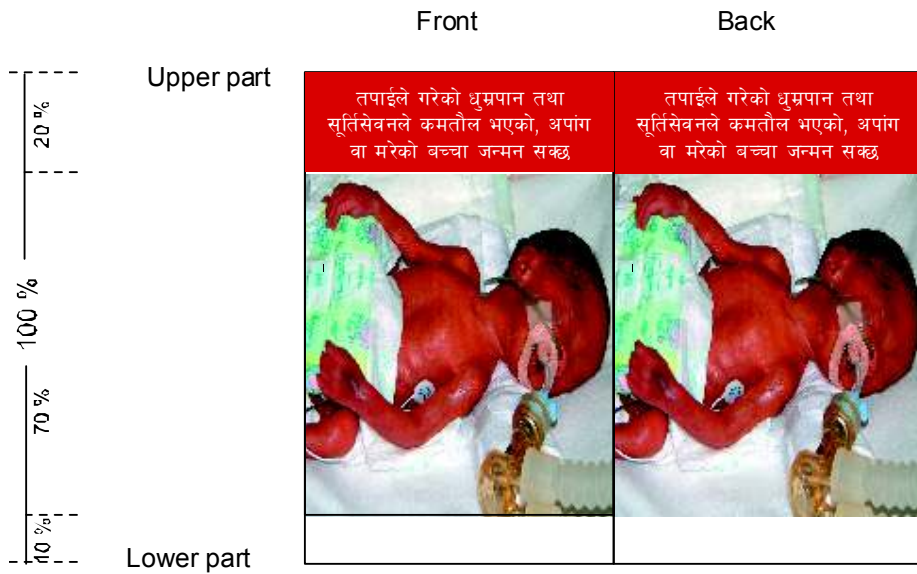 Front Back
Upper part
20 %
तपाईले गरेको धुम्रपान तथा
सूर्तिसेवनले कमतौल भएको, अपांग
वा मरेको बच्चा जन्मन सक्छ
तपाईले गरेको धुम्रपान तथा
सूर्तिसेवनले कमतौल भएको, अपांग
वा मरेको बच्चा जन्मन सक्छ
100 %
70 %
10 %
Lower part